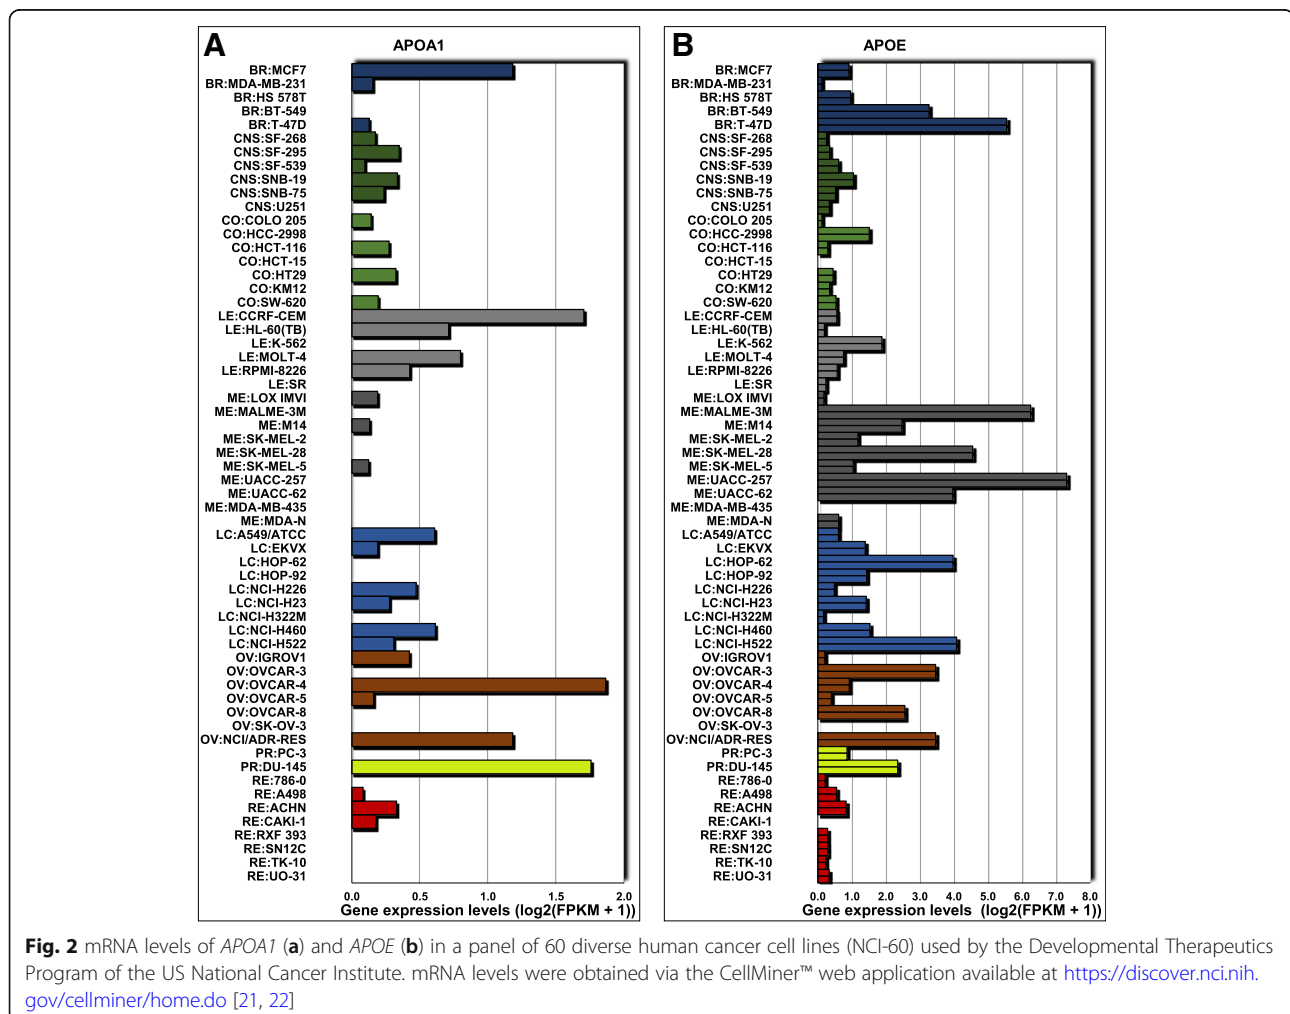 A
APOA1
BR:MCF7
BR:MDA-MB-231
BR:HS 578T
BR:BT-549
BR:T-47D
CNS:SF-268
CNS:SF-295
CNS:SF-539
CNS:SNB-19
CNS:SNB-75
CNS:U251
CO:COLO 205
CO:HCC-2998
CO:HCT-116
CO:HCT-15
CO:HT29
CO:KM12
CO:SW-620
LE:CCRF-CEM
LE:HL-60(TB)
LE:K-562
LE:MOLT-4
LE:RPMI-8226
LE:SR
ME:LOX IMVI
ME:MALME-3M
ME:M14
ME:SK-MEL-2
ME:SK-MEL-28
ME:SK-MEL-5
ME:UACC-257
ME:UACC-62
ME:MDA-MB-435
ME:MDA-N
LC:A549/ATCC
LC:EKVX
LC:HOP-62
LC:HOP-92
LC:NCI-H226
LC:NCI-H23
LC:NCI-H322M
LC:NCI-H460
LC:NCI-H522
OV:IGROV1
OV:OVCAR-3
OV:OVCAR-4
OV:OVCAR-5
OV:OVCAR-8
OV:SK-OV-3
OV:NCI/ADR-RES
PR:PC-3
PR:DU-145
RE:786-0
RE:A498
RE:ACHN
RE:CAKI-1
RE:RXF 393
RE:SN12C
RE:TK-10
RE:UO-31
0.0 0.5 1.0 1.5 2.0
Gene expression levels (log2(FPKM + 1))
B
APOE
BR:MCF7
BR:MDA-MB-231
BR:HS 578T
BR:BT-549
BR:T-47D
CNS:SF-268
CNS:SF-295
CNS:SF-539
CNS:SNB-19
CNS:SNB-75
CNS:U251
CO:COLO 205
CO:HCC-2998
CO:HCT-116
CO:HCT-15
CO:HT29
CO:KM12
CO:SW-620
LE:CCRF-CEM
LE:HL-60(TB)
LE:K-562
LE:MOLT-4
LE:RPMI-8226
LE:SR
ME:LOX IMVI
ME:MALME-3M
ME:M14
ME:SK-MEL-2
ME:SK-MEL-28
ME:SK-MEL-5
ME:UACC-257
ME:UACC-62
ME:MDA-MB-435
ME:MDA-N
LC:A549/ATCC
LC:EKVX
LC:HOP-62
LC:HOP-92
LC:NCI-H226
LC:NCI-H23
LC:NCI-H322M
LC:NCI-H460
LC:NCI-H522
OV:IGROV1
OV:OVCAR-3
OV:OVCAR-4
OV:OVCAR-5
OV:OVCAR-8
OV:SK-OV-3
OV:NCI/ADR-RES
PR:PC-3
PR:DU-145
RE:786-0
RE:A498
RE:ACHN
RE:CAKI-1
RE:RXF 393
RE:SN12C
RE:TK-10
RE:UO-31
0.0 1.0 2.0 3.0 4.0 5.0 6.0 7.0 8.0
Gene expression levels (log2(FPKM + 1))
Fig. 2 mRNA levels of APOA1 (a) and APOE (b) in a panel of 60 diverse human cancer cell lines (NCI-60) used by the Developmental Therapeutics
Program of the US National Cancer Institute. mRNA levels were obtained via the CellMiner™ web application available at https://discover.nci.nih.
gov/cellminer/home.do [21, 22]